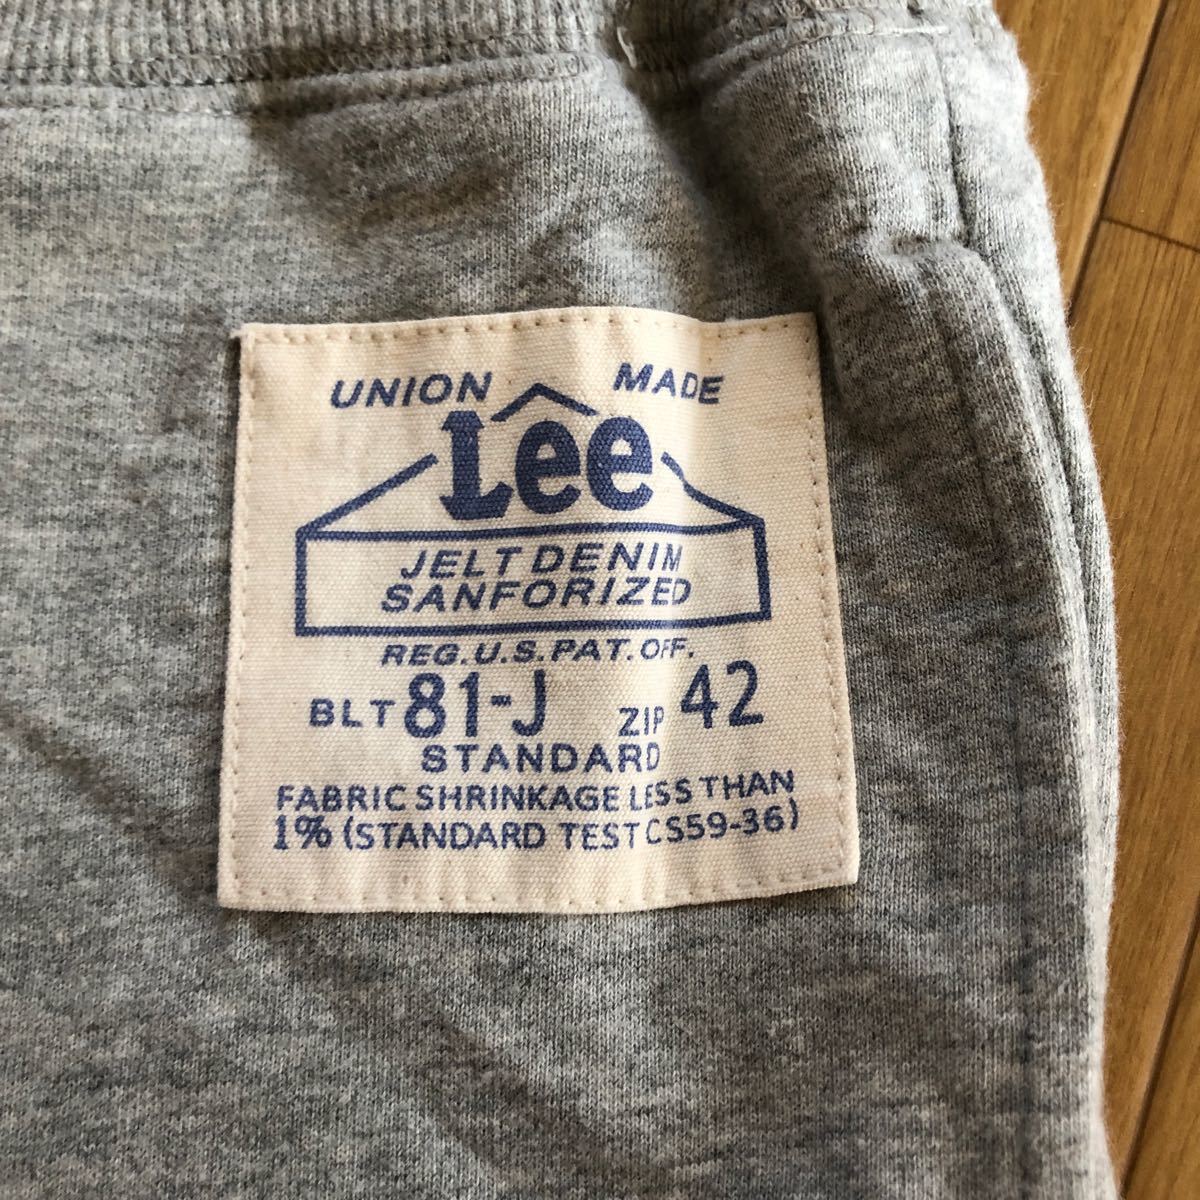 UNION MADE
Lee
JELT DENIM
SANFORIZED
REG. U.S. PAT. OFF.
BLT 81-J ZIP 42
STANDARD
FABRIC SHRINKAGE LESS THAN
1% (STANDARD TEST CS59-36)